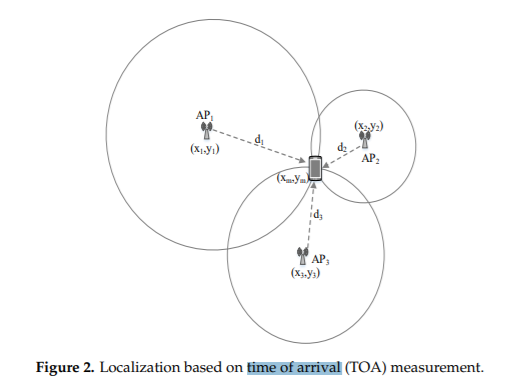 AP₁
(x₁,y₁)
d₁
(x₂,y₂)
d₂
AP₂
(xₘ,yₘ)
d₃
AP₃
(x₃,y₃)
Figure 2. Localization based on time of arrival (TOA) measurement.